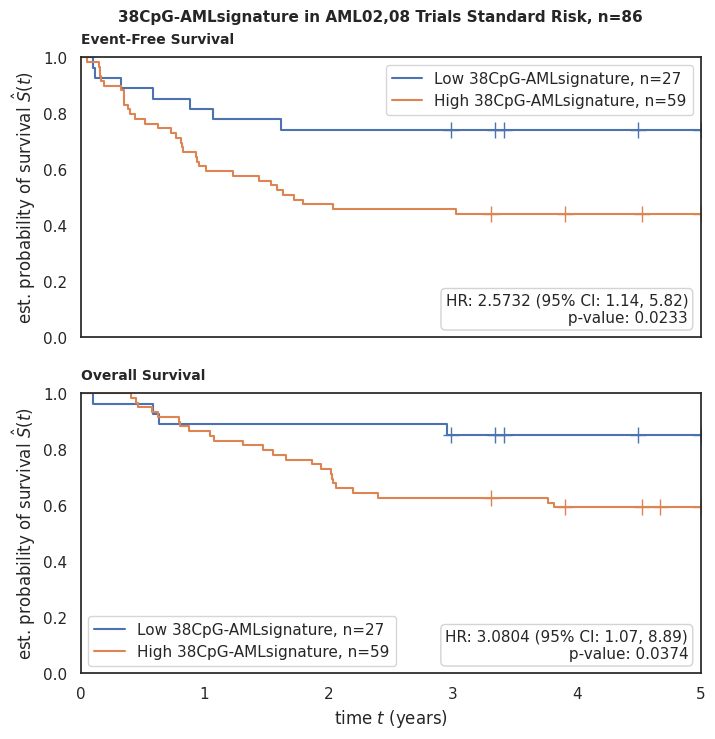 38CpG-AMLsignature in AML02,08 Trials Standard Risk, n=86
Event-Free Survival
est. probability of survival Ŝ(t)
1.0
0.8
0.6
0.4
0.2
0.0
Low 38CpG-AMLsignature, n=27
High 38CpG-AMLsignature, n=59
HR: 2.5732 (95% CI: 1.14, 5.82)
p-value: 0.0233
Overall Survival
est. probability of survival Ŝ(t)
1.0
0.8
0.6
0.4
0.2
0.0
Low 38CpG-AMLsignature, n=27
High 38CpG-AMLsignature, n=59
HR: 3.0804 (95% CI: 1.07, 8.89)
p-value: 0.0374
0 1 2 3 4 5
time t (years)